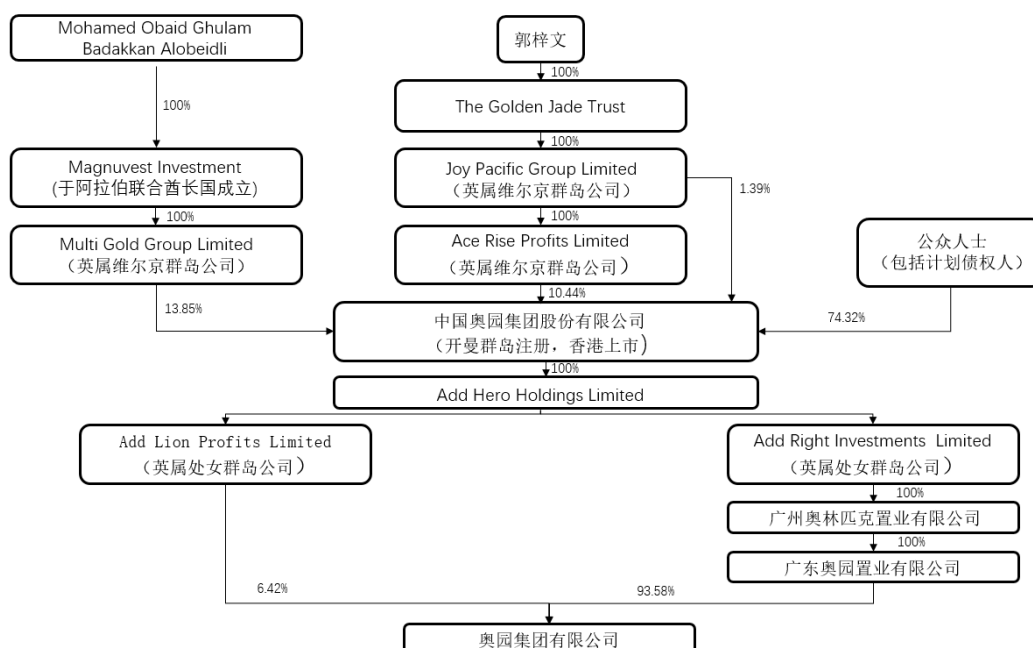 Mohamed Obaid Ghulam
Badakkan Alobeidli
郭梓文
100%
The Golden Jade Trust
100%
100%
Magnuvest Investment
(于阿拉伯联合酋长国成立)
Joy Pacific Group Limited
（英属维尔京群岛公司）
1.39%
100%
100%
Multi Gold Group Limited
（英属维尔京群岛公司）
Ace Rise Profits Limited
（英属维尔京群岛公司）
公众人士
（包括计划债权人）
13.85%
10.44%
74.32%
中国奥园集团股份有限公司
（开曼群岛注册，香港上市）
100%
Add Hero Holdings Limited
Add Lion Profits Limited
（英属处女群岛公司）
Add Right Investments Limited
（英属处女群岛公司）
100%
广州奥林匹克置业有限公司
100%
广东奥园置业有限公司
6.42%
93.58%
奥园集团有限公司